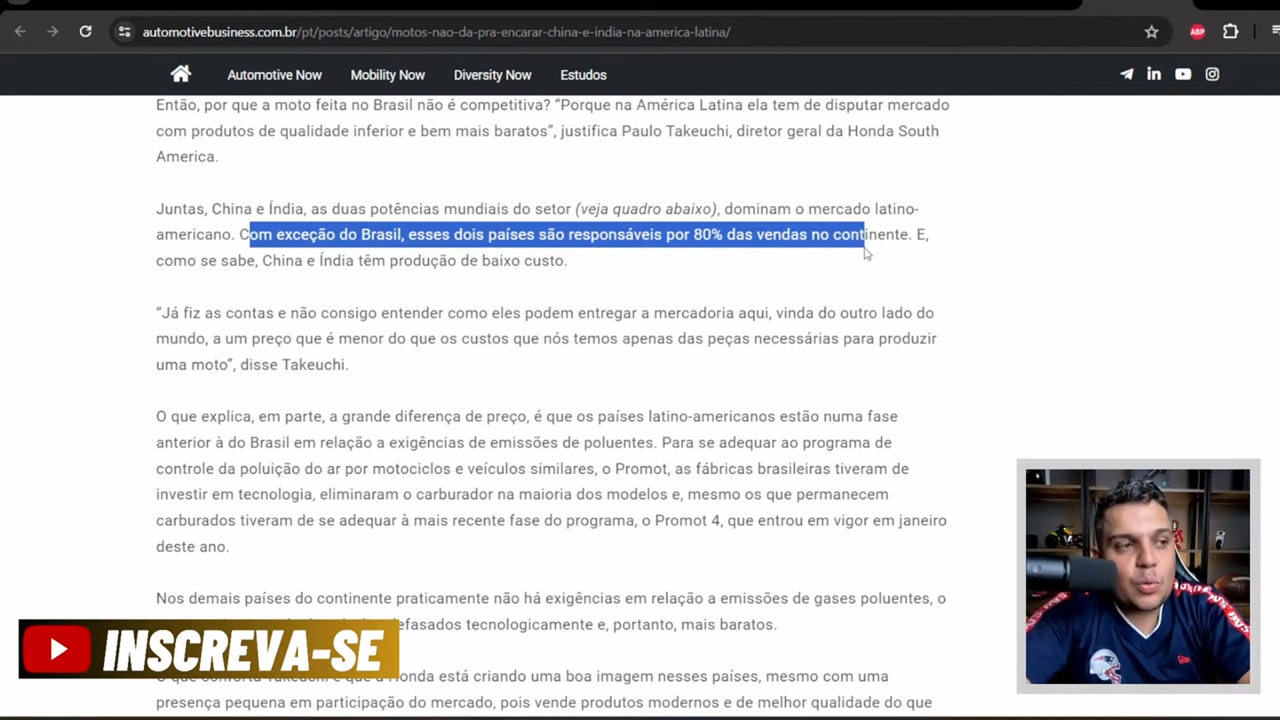 automotivebusiness.com.br/pt/posts/artigo/motos-nao-da-pra-encarar-china-e-india-na-america-latina/
ABP
Automotive Now Mobility Now Diversity Now Estudos
Então, por que a moto feita no Brasil não é competitiva? “Porque na América Latina ela tem de disputar mercado
com produtos de qualidade inferior e bem mais baratos”, justifica Paulo Takeuchi, diretor geral da Honda South
America.
Juntas, China e Índia, as duas potências mundiais do setor (veja quadro abaixo), dominam o mercado latino-
americano. Com exceção do Brasil, esses dois países são responsáveis por 80% das vendas no continente. E,
como se sabe, China e Índia têm produção de baixo custo.
“Já fiz as contas e não consigo entender como eles podem entregar a mercadoria aqui, vinda do outro lado do
mundo, a um preço que é menor do que os custos que nós temos apenas das peças necessárias para produzir
uma moto”, disse Takeuchi.
O que explica, em parte, a grande diferença de preço, é que os países latino-americanos estão numa fase
anterior à do Brasil em relação a exigências de emissões de poluentes. Para se adequar ao programa de
controle da poluição do ar por motociclos e veículos similares, o Promot, as fábricas brasileiras tiveram de
investir em tecnologia, eliminaram o carburador na maioria dos modelos e, mesmo os que permanecem
carburados tiveram de se adequar à mais recente fase do programa, o Promot 4, que entrou em vigor em janeiro
deste ano.
Nos demais países do continente praticamente não há exigências em relação a emissões de gases poluentes, o
tecnologicamente e, portanto, mais baratos.
INSCREVA-SE
está criando uma boa imagem nesses países, mesmo com uma
presença pequena em participação do mercado, pois vende produtos modernos e de melhor qualidade do que